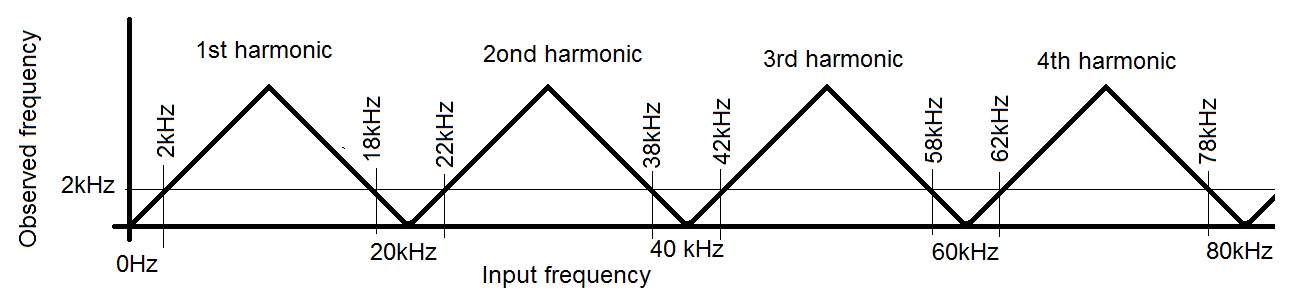 Observed frequency
1st harmonic
2ond harmonic
3rd harmonic
4th harmonic
2kHz
18kHz
22kHz
38kHz
42kHz
58kHz
62kHz
78kHz
2kHz
0Hz
20kHz
40 kHz
60kHz
80kHz
Input frequency